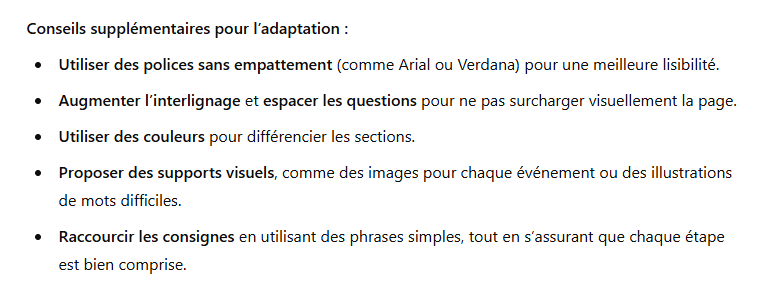 Conseils supplémentaires pour l’adaptation :
• Utiliser des polices sans empattement (comme Arial ou Verdana) pour une meilleure lisibilité.
• Augmenter l’interlignage et espacer les questions pour ne pas surcharger visuellement la page.
• Utiliser des couleurs pour différencier les sections.
• Proposer des supports visuels, comme des images pour chaque événement ou des illustrations
de mots difficiles.
• Raccourcir les consignes en utilisant des phrases simples, tout en s’assurant que chaque étape
est bien comprise.